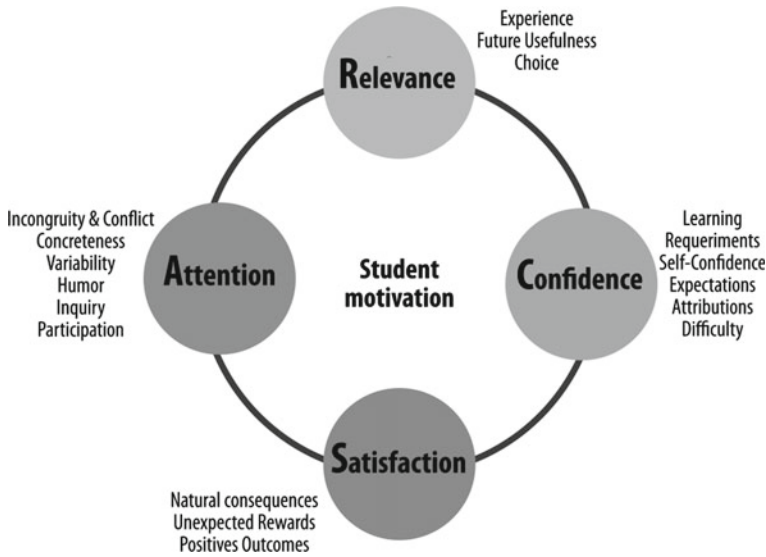 Experience
Future Usefulness
Choice
Relevance
Incongruity & Conflict
Concreteness
Variability
Humor
Inquiry
Participation
Attention
Student
motivation
Confidence
Learning
Requeriments
Self-Confidence
Expectations
Attributions
Difficulty
Satisfaction
Natural consequences
Unexpected Rewards
Positives Outcomes